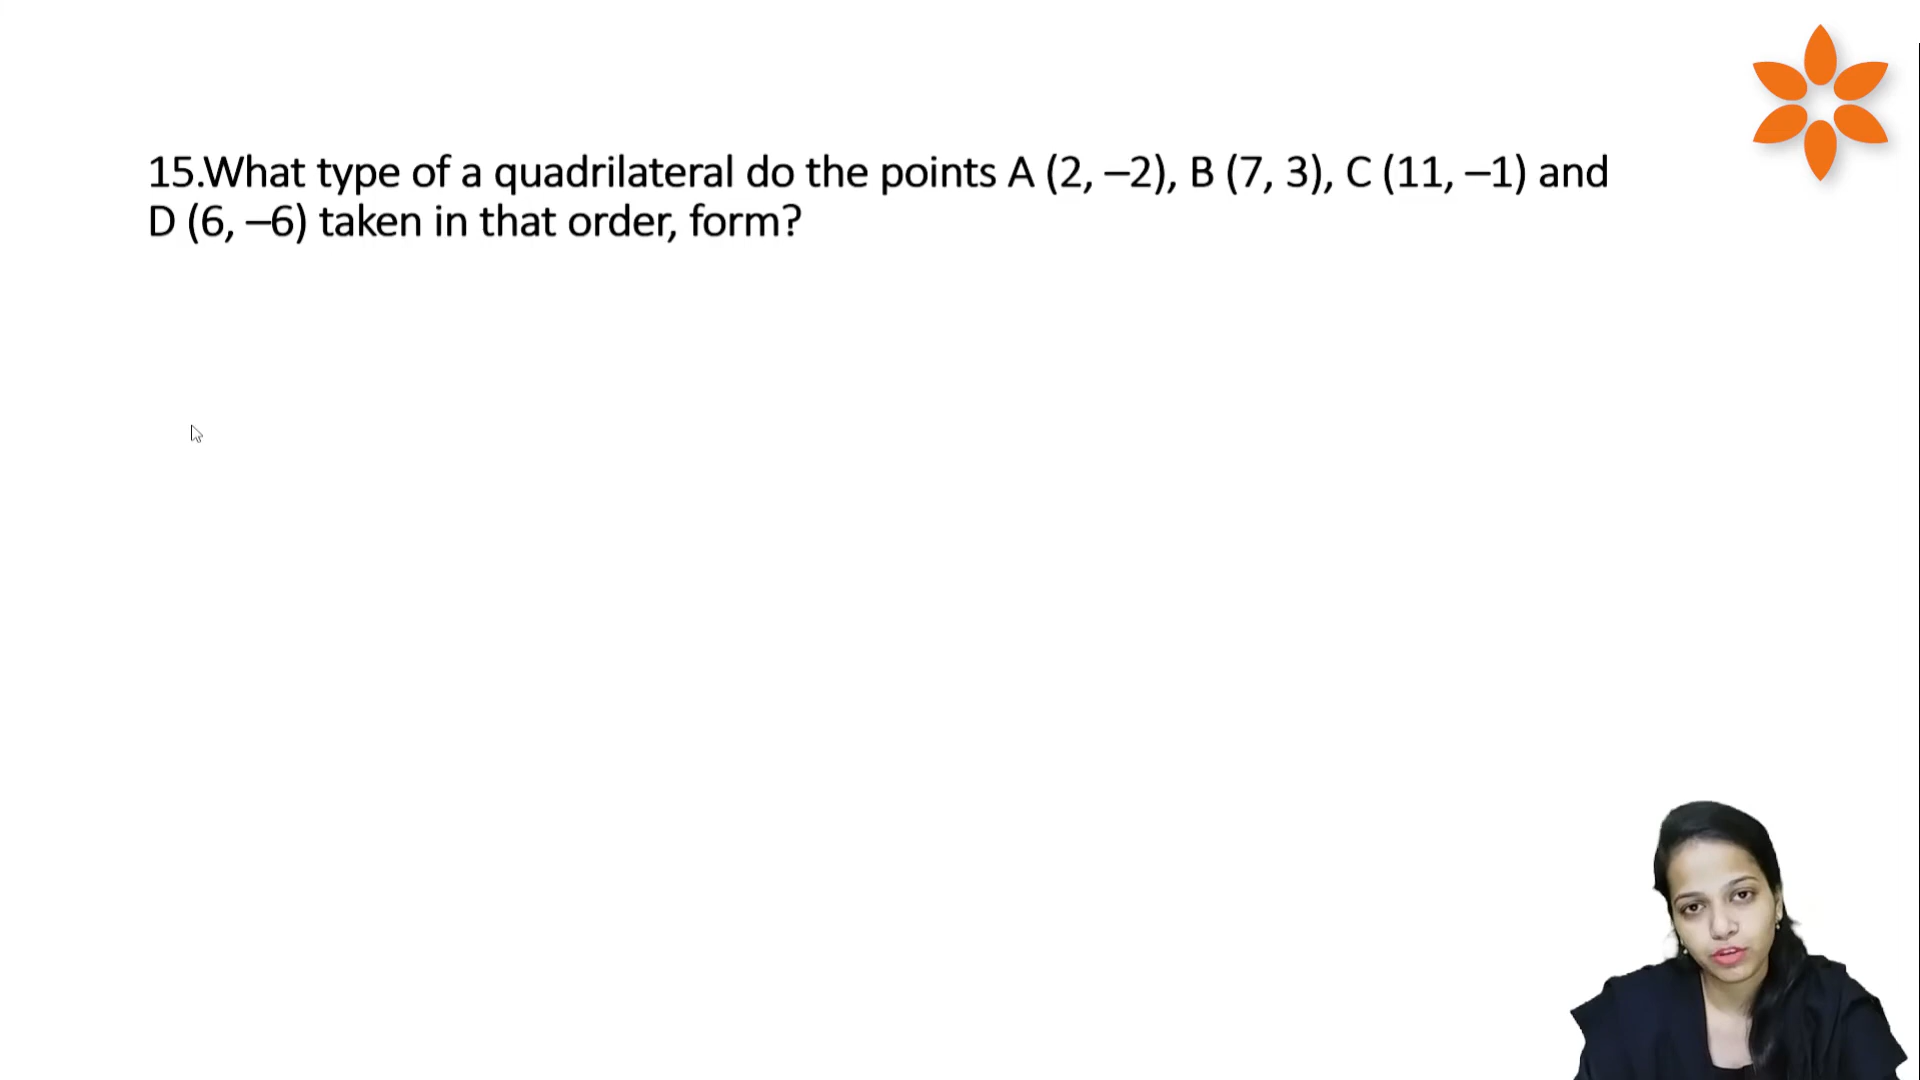 15.What type of a quadrilateral do the points A (2, –2), B (7, 3), C (11, –1) and
D (6, –6) taken in that order, form?